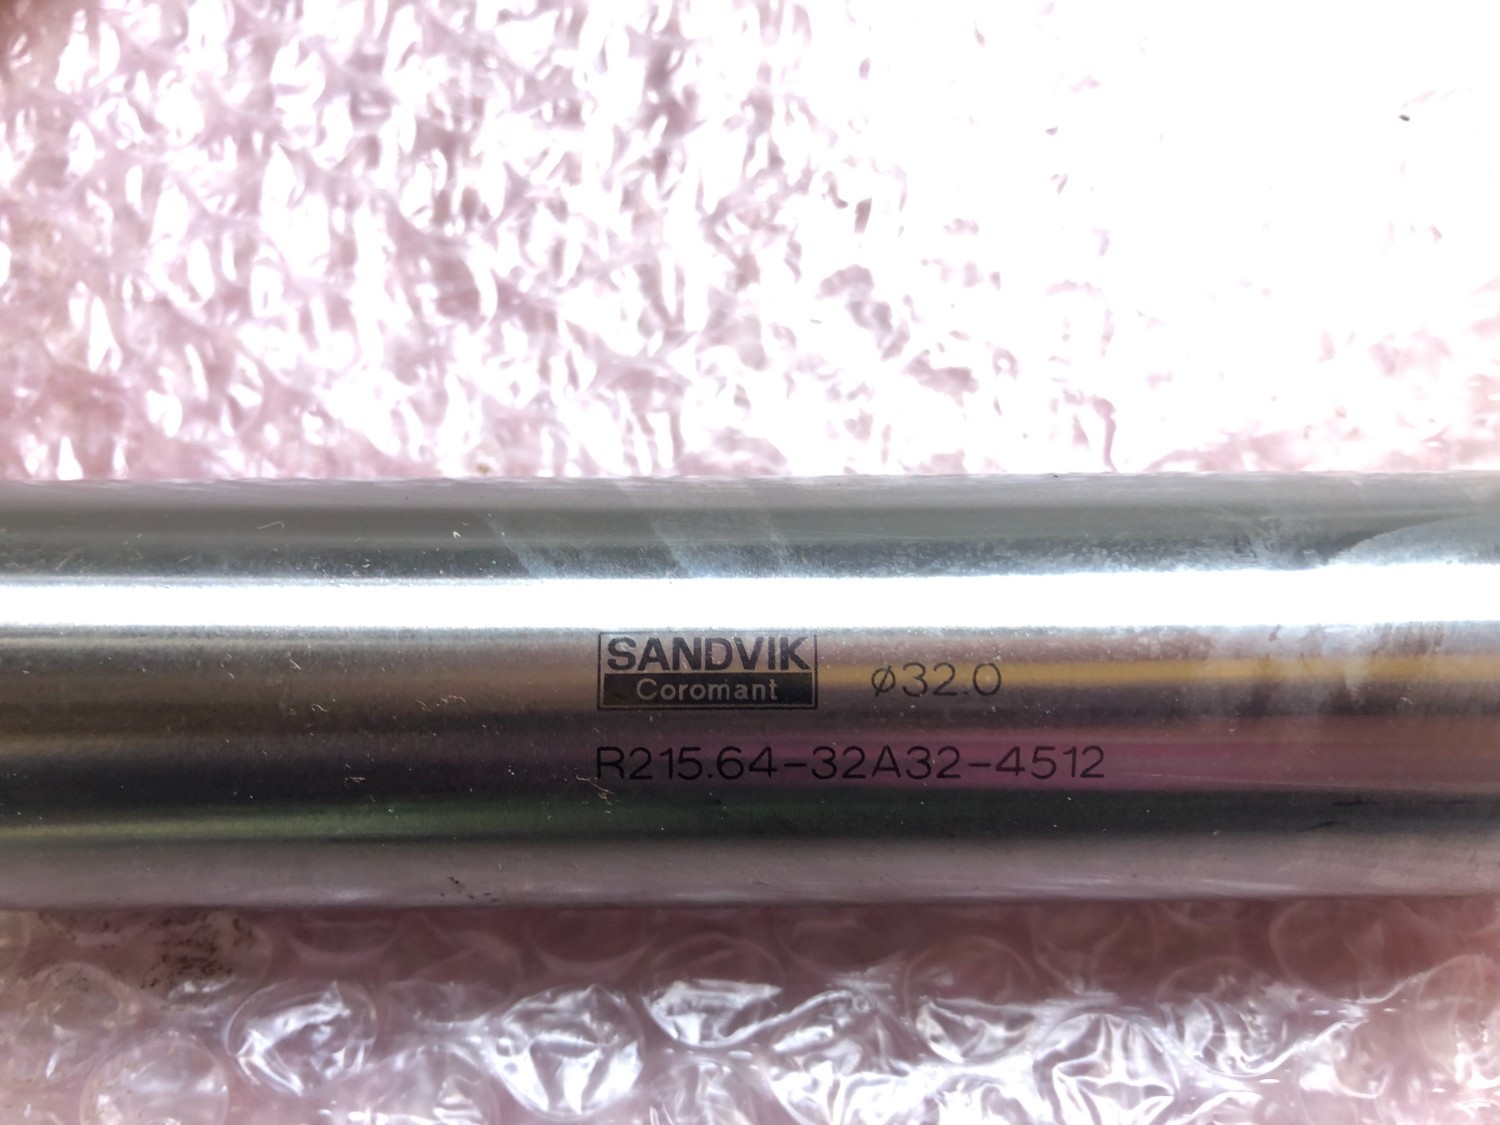 SANDVIK
Coromant
ø32.0
R215.64-32A32-4512